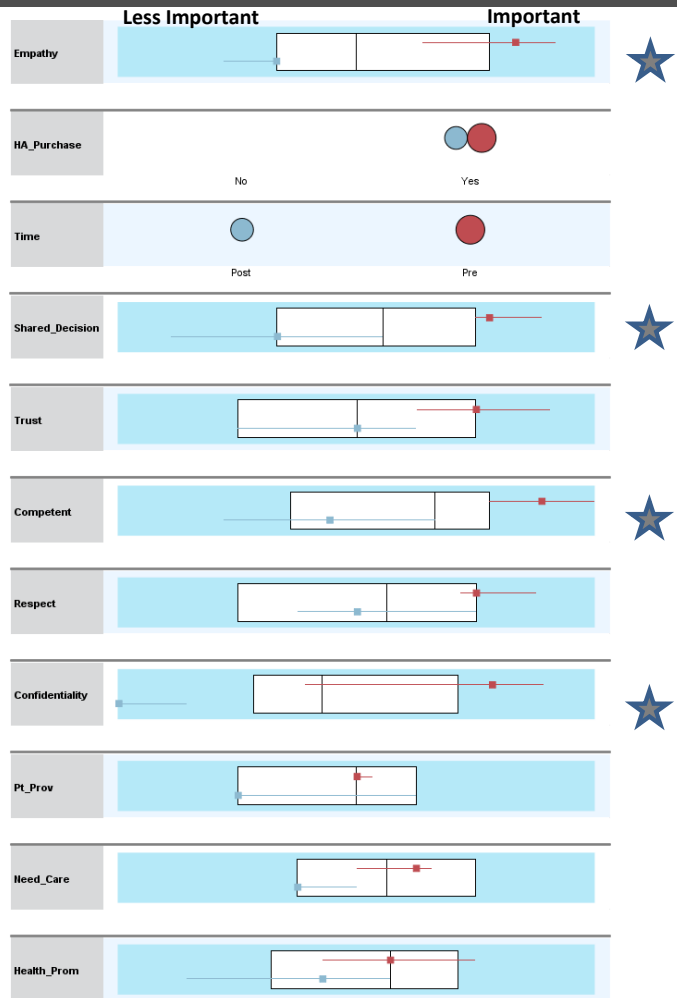 Less Important Important
Empathy
HA_Purchase
No Yes
Time
Post Pre
Shared_Decision
Trust
Competent
Respect
Confidentiality
Pt_Prov
Need_Care
Health_Prom